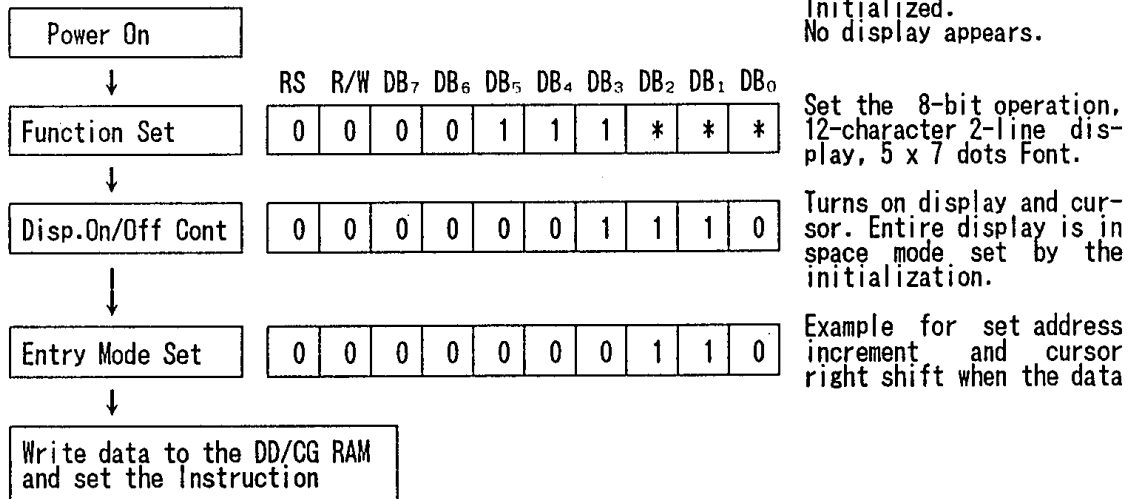 Initialized.
No display appears.
Power On
↓
RS R/W DB₇ DB₆ DB₅ DB₄ DB₃ DB₂ DB₁ DB₀
Function Set
0 0 0 0 1 1 1 * * *
Set the 8-bit operation,
12-character 2-line dis-
play, 5 x 7 dots Font.
↓
Disp.On/Off Cont
0 0 0 0 0 0 1 1 1 0
Turns on display and cur-
sor. Entire display is in
space mode set by the
initialization.
↓
Entry Mode Set
0 0 0 0 0 0 0 1 1 0
Example for set address
increment and cursor
right shift when the data
↓
Write data to the DD/CG RAM
and set the Instruction